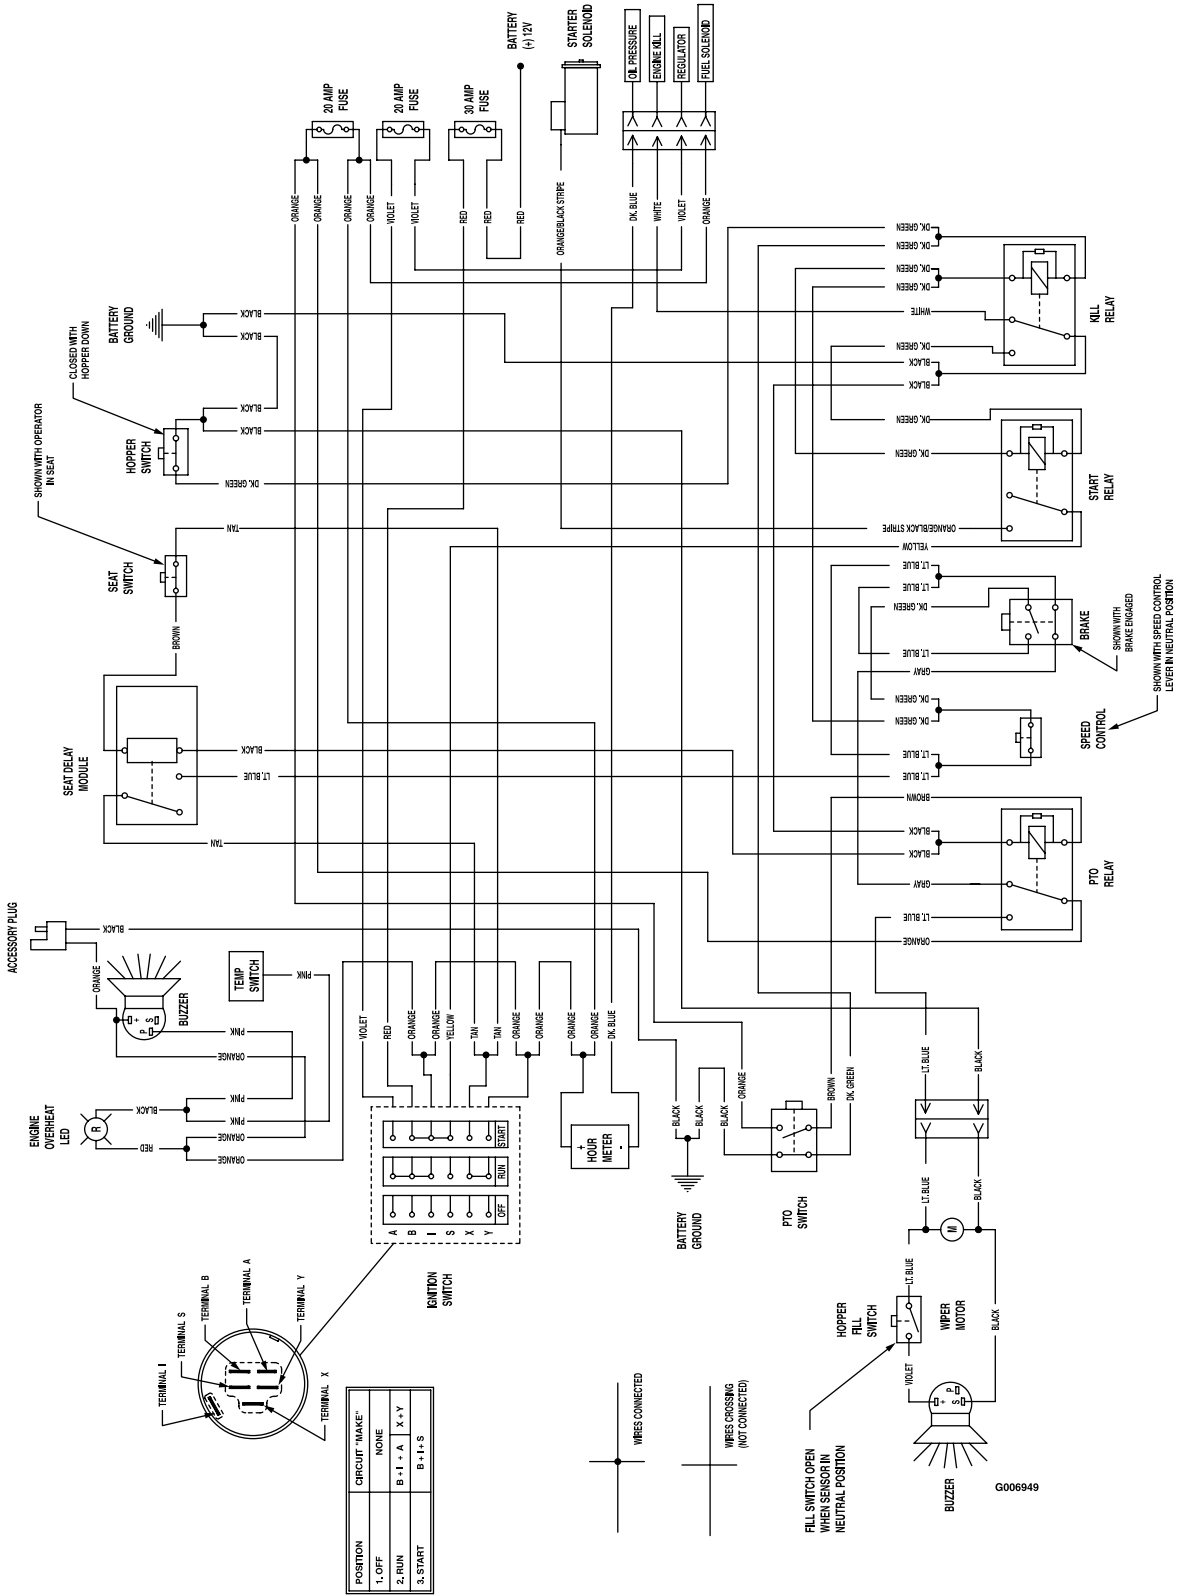 BATTERY
(+) 12V
STARTER
SOLENOID
OIL PRESSURE
ENGINE KILL
REGULATOR
FUEL SOLENOID
20 AMP
FUSE
20 AMP
FUSE
30 AMP
FUSE
ORANGE
ORANGE
ORANGE
ORANGE
VIOLET
VIOLET
RED
RED
RED
ORANGE/BLACK STRIPE
DK. BLUE
WHITE
VIOLET
ORANGE
BATTERY
GROUND
BLACK
BLACK
CLOSED WITH
HOPPER DOWN
BLACK
BLACK
HOPPER
SWITCH
DK. GREEN
SHOWN WITH OPERATOR
IN SEAT
TAN
SEAT
SWITCH
BROWN
SEAT DELAY
MODULE
BLACK
LT. BLUE
TAN
DK. GREEN
DK. GREEN
DK. GREEN
DK. GREEN
WHITE
DK. GREEN
BLACK
BLACK
KILL
RELAY
DK. GREEN
DK. GREEN
START
RELAY
ORANGE/BLACK STRIPE
YELLOW
LT. BLUE
LT. BLUE
DK. GREEN
LT. BLUE
GRAY
BRAKE
SHOWN WITH
BRAKE ENGAGED
DK. GREEN
DK. GREEN
LT. BLUE
LT. BLUE
SPEED
CONTROL
SHOWN WITH SPEED CONTROL
LEVER IN NEUTRAL POSITION
BROWN
BLACK
BLACK
GRAY
LT. BLUE
ORANGE
PTO
RELAY
ACCESSORY PLUG
BLACK
ORANGE
BUZZER
+
S
P
TEMP
SWITCH
PINK
PINK
ORANGE
ENGINE
OVERHEAT
LED
R
BLACK
PINK
PINK
RED
ORANGE
ORANGE
VIOLET
RED
ORANGE
ORANGE
YELLOW
TAN
TAN
ORANGE
ORANGE
ORANGE
ORANGE
DK. BLUE
START
RUN
OFF
A
B
I
S
X
Y
IGNITION
SWITCH
+
HOUR
METER
-
BLACK
BLACK
ORANGE
BATTERY
GROUND
BROWN
DK. GREEN
PTO
SWITCH
LT. BLUE
BLACK
LT. BLUE
BLACK
M
WIPER
MOTOR
LT. BLUE
HOPPER
FILL
SWITCH
BLACK
VIOLET
+
S
P
BUZZER
FILL SWITCH OPEN
WHEN SENSOR IN
NEUTRAL POSITION
TERMINAL I
TERMINAL S
TERMINAL B
TERMINAL A
TERMINAL Y
TERMINAL X
POSITION CIRCUIT "MAKE"
1. OFF NONE
2. RUN B + I + A X + Y
3. START B + I + S
WIRES CONNECTED
WIRES CROSSING
(NOT CONNECTED)
G006949